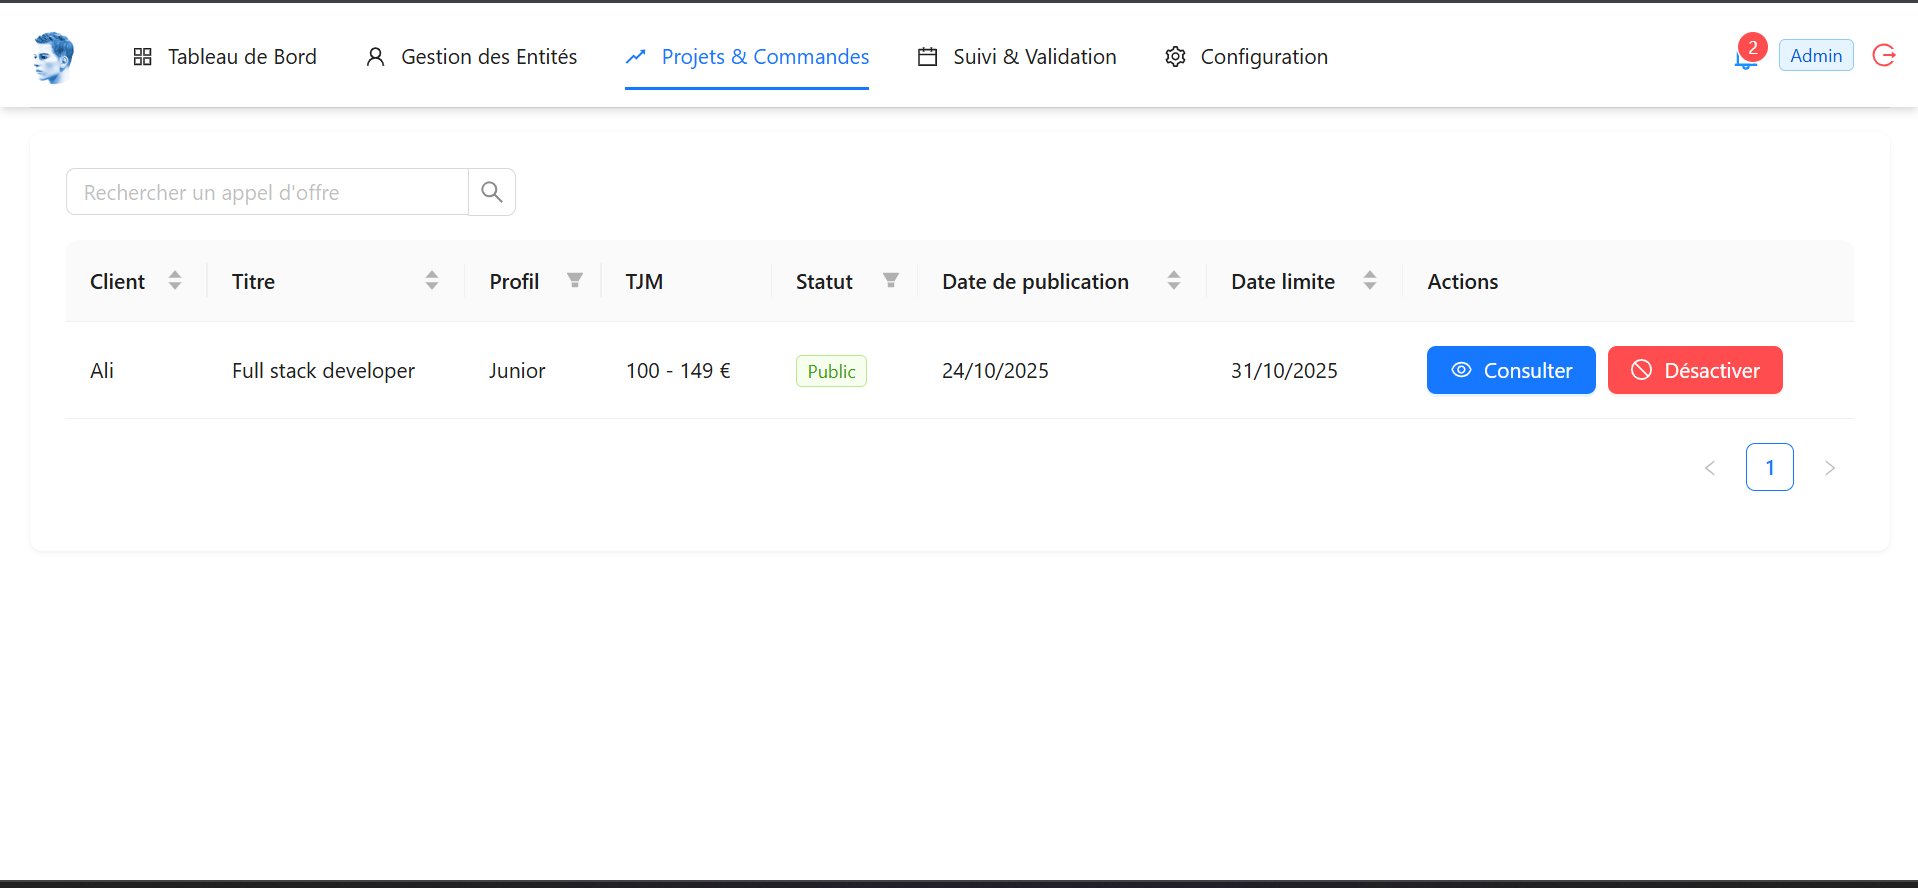 Tableau de Bord Gestion des Entités Projets & Commandes Suivi & Validation Configuration 2 Admin
Rechercher un appel d'offre
Client Titre Profil TJM Statut Date de publication Date limite Actions
Ali Full stack developer Junior 100 - 149 € Public 24/10/2025 31/10/2025 Consulter Désactiver
1